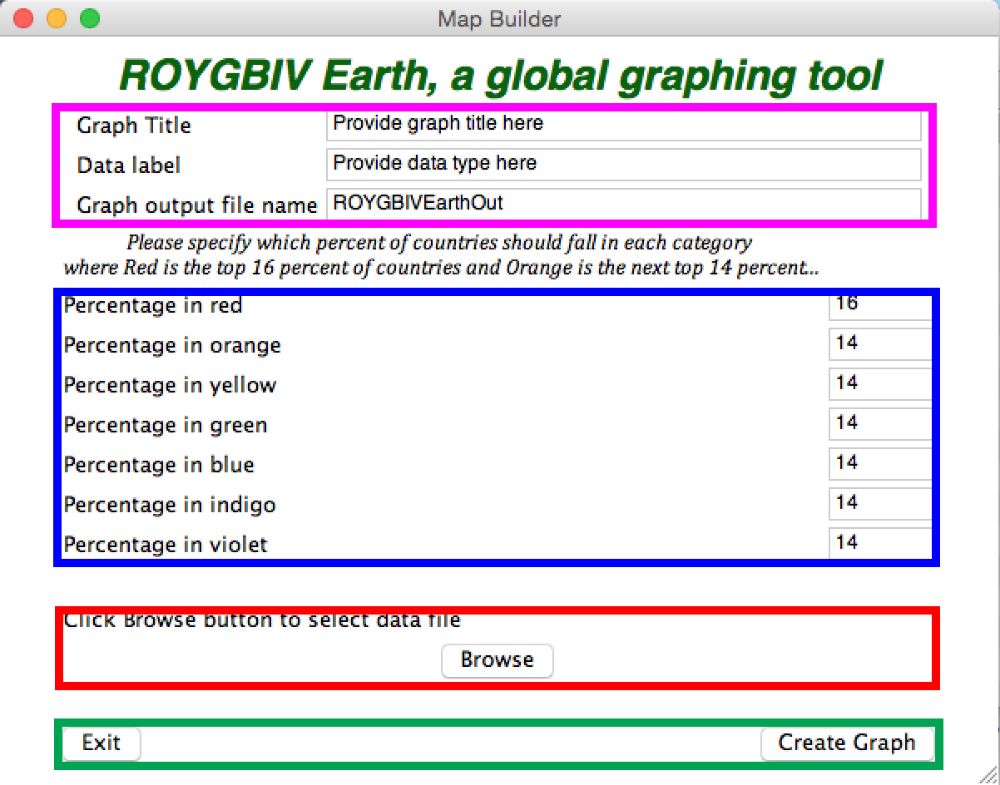 Map Builder
ROYGBIV Earth, a global graphing tool
Graph Title Provide graph title here
Data label Provide data type here
Graph output file name ROYGBIVEarthOut
Please specify which percent of countries should fall in each category
where Red is the top 16 percent of countries and Orange is the next top 14 percent...
Percentage in red 16
Percentage in orange 14
Percentage in yellow 14
Percentage in green 14
Percentage in blue 14
Percentage in indigo 14
Percentage in violet 14
Click Browse button to select data file
Browse
Exit Create Graph